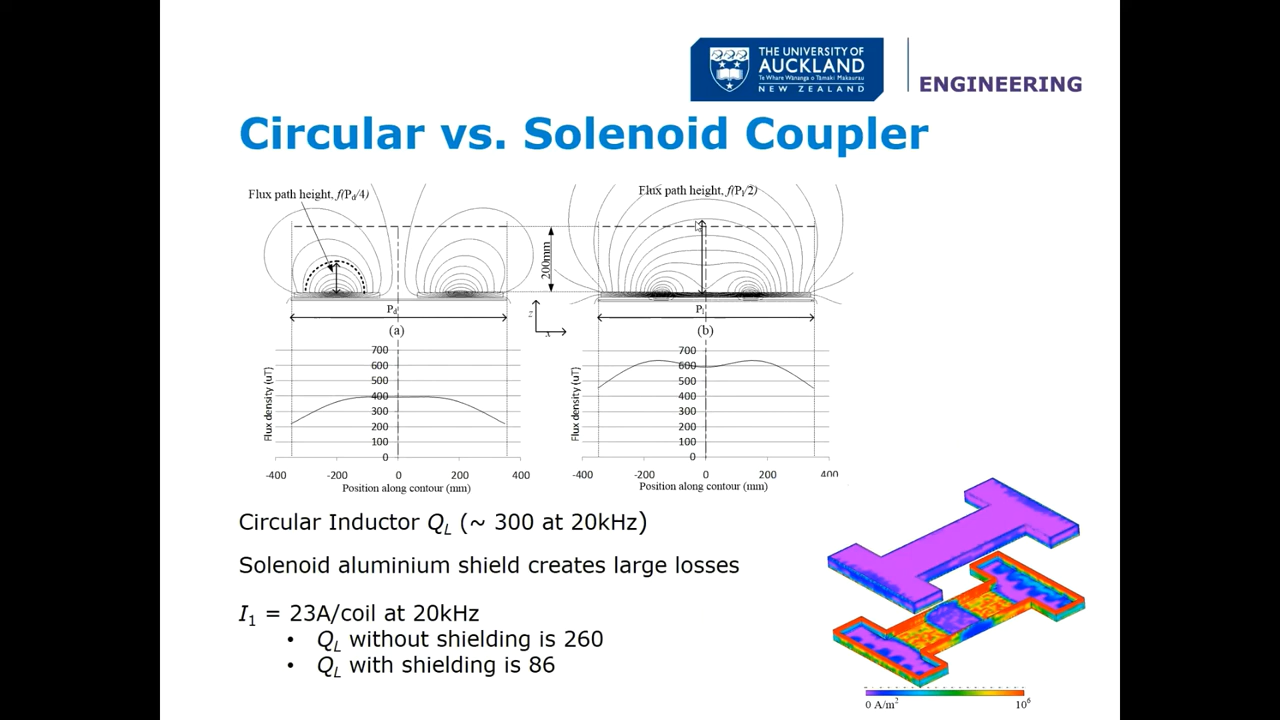 THE UNIVERSITY OF
AUCKLAND
Te Whare Wānanga o Tāmaki Makaurau
NEW ZEALAND
ENGINEERING
Circular vs. Solenoid Coupler
Flux path height, f(Pd/4)
Flux path height, f(Pl/2)
200mm
Pd
Pl
z
x
(a)
(b)
Flux density (uT)
700
600
500
400
300
200
100
0
-400 -200 0 200 400
Position along contour (mm)
Flux density (uT)
700
600
500
400
300
200
100
0
-400 -200 0 200 400
Position along contour (mm)
Circular Inductor QL (~ 300 at 20kHz)
Solenoid aluminium shield creates large losses
I1 = 23A/coil at 20kHz
• QL without shielding is 260
• QL with shielding is 86
0 A/m² 10⁶